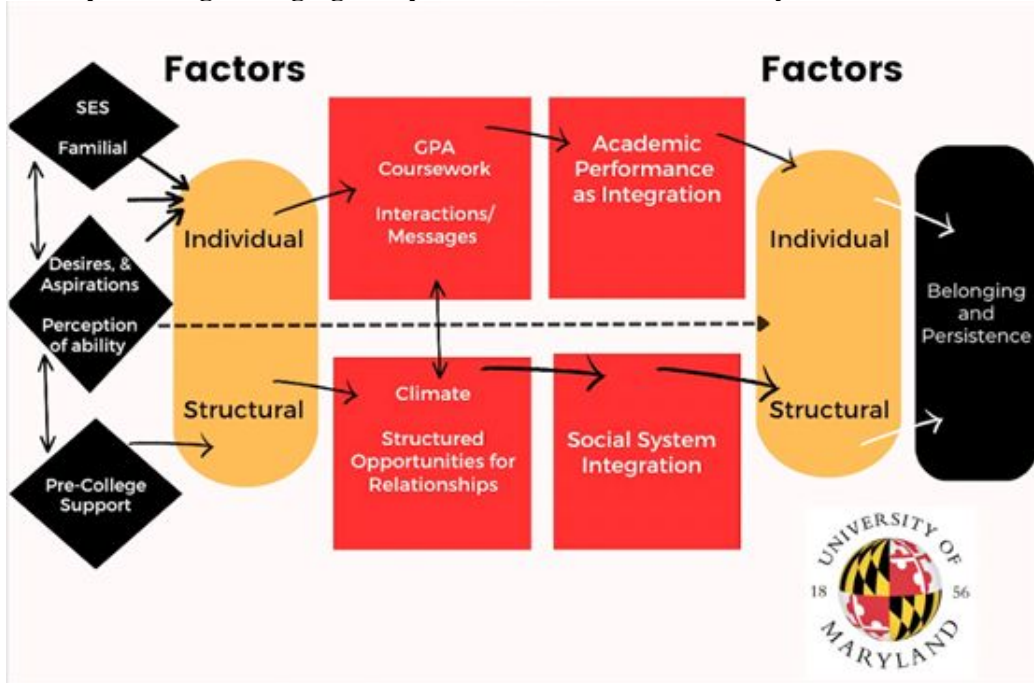 Factors
Factors
SES
Familial
Desires, &
Aspirations
Perception
of ability
Pre-College
Support
Individual
Structural
GPA
Coursework
Interactions/
Messages
Climate
Structured
Opportunities for
Relationships
Academic
Performance
as Integration
Social System
Integration
Individual
Structural
Belonging
and
Persistence
UNIVERSITY OF
18 56
MARYLAND